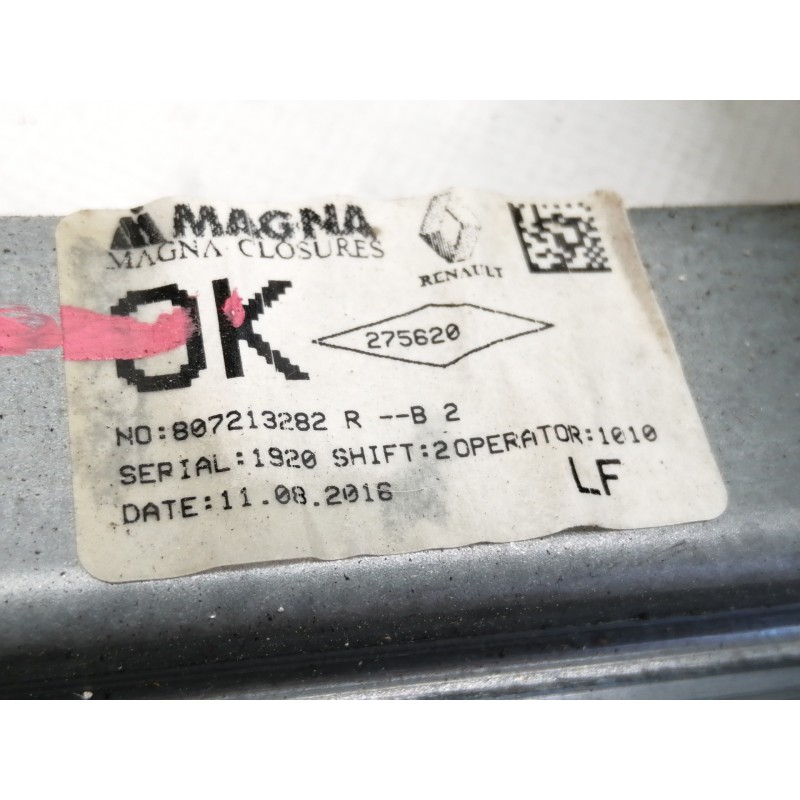 MAGNA
MAGNA CLOSURES
RENAULT
OK
275620
NO:807213282 R --B 2
SERIAL:1920 SHIFT:2OPERATOR:1010
DATE:11.08.2016
LF